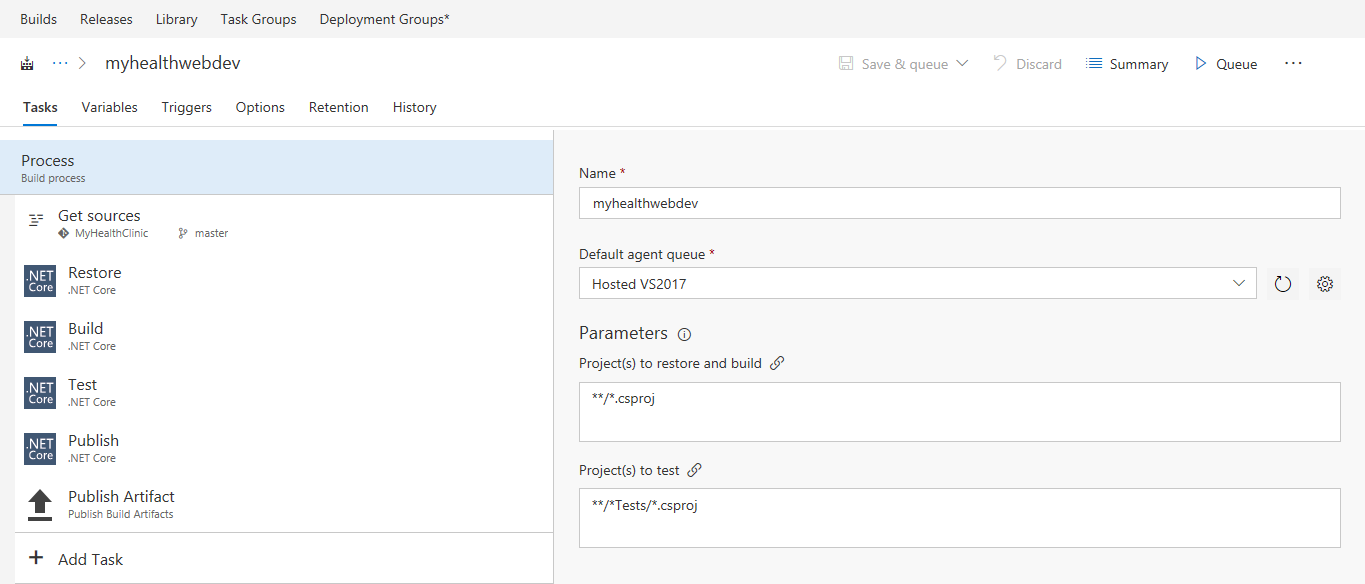 Builds Releases Library Task Groups Deployment Groups*
··· > myhealthwebdev Save & queue Discard Summary Queue ···
Tasks Variables Triggers Options Retention History
Process
Build process
Name *
myhealthwebdev
Get sources
MyHealthClinic master
Default agent queue *
Hosted VS2017
.NET Core Restore
.NET Core
.NET Core Build
.NET Core
.NET Core Test
.NET Core
.NET Core Publish
.NET Core
Publish Artifact
Publish Build Artifacts
+ Add Task
Parameters
Project(s) to restore and build
**/*.csproj
Project(s) to test
**/*Tests/*.csproj